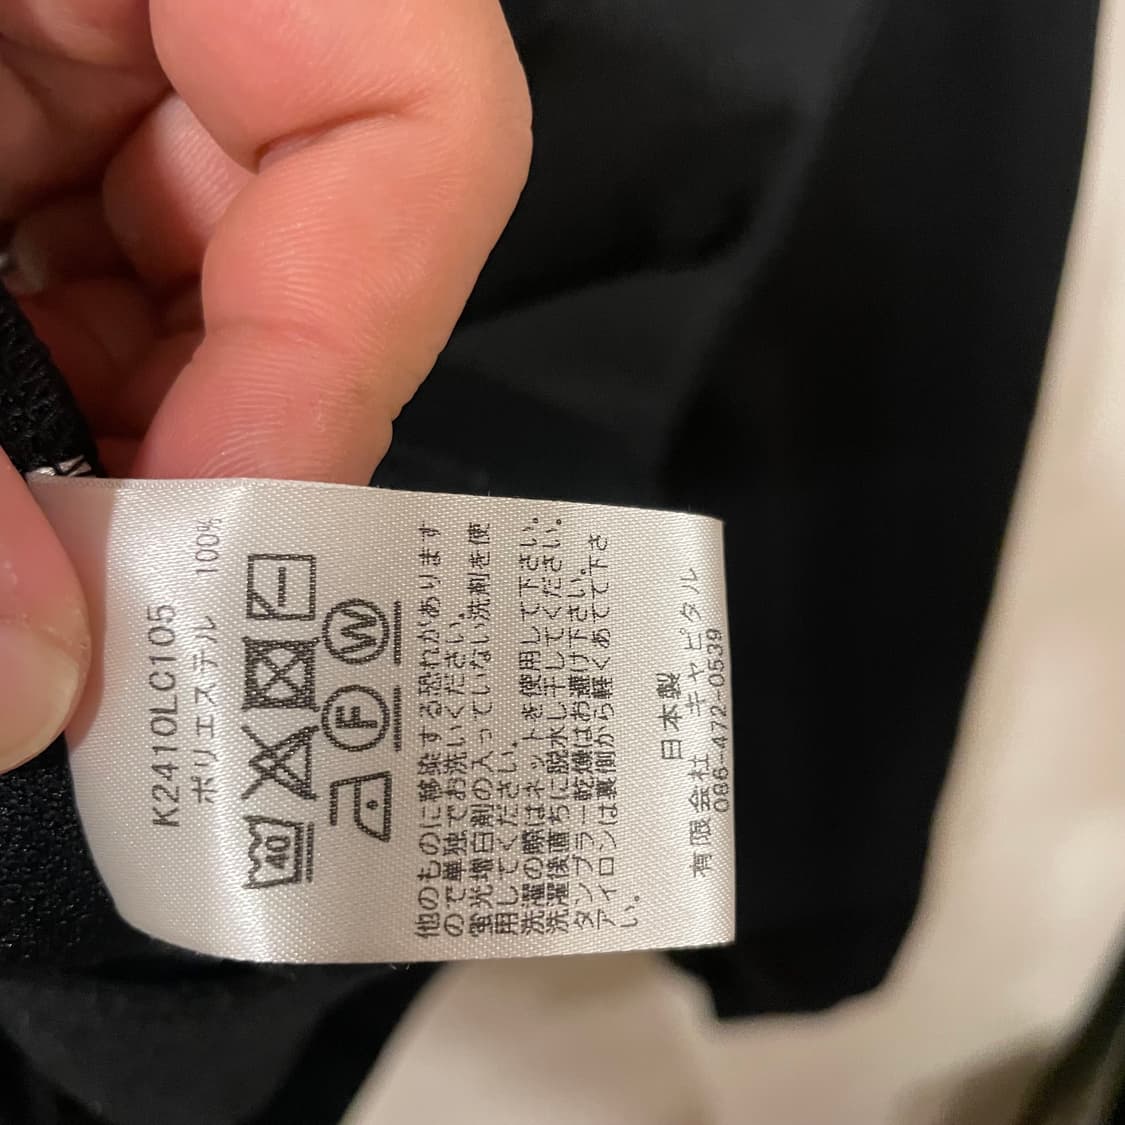 K2410LC105
ポリエステル 100%
40
F W
他のものに移染する恐れがあります
ので単独でお洗いください。
蛍光増白剤の入っていない洗剤を使
用してください。
洗濯の際はネットを使用して下さい。
洗濯後直ちに脱水し干してください。
タンブラー乾燥はお避け下さい。
アイロンは裏側から軽くあてて下さ
い。
日本製
有限会社 キャピタル
086-472-0539